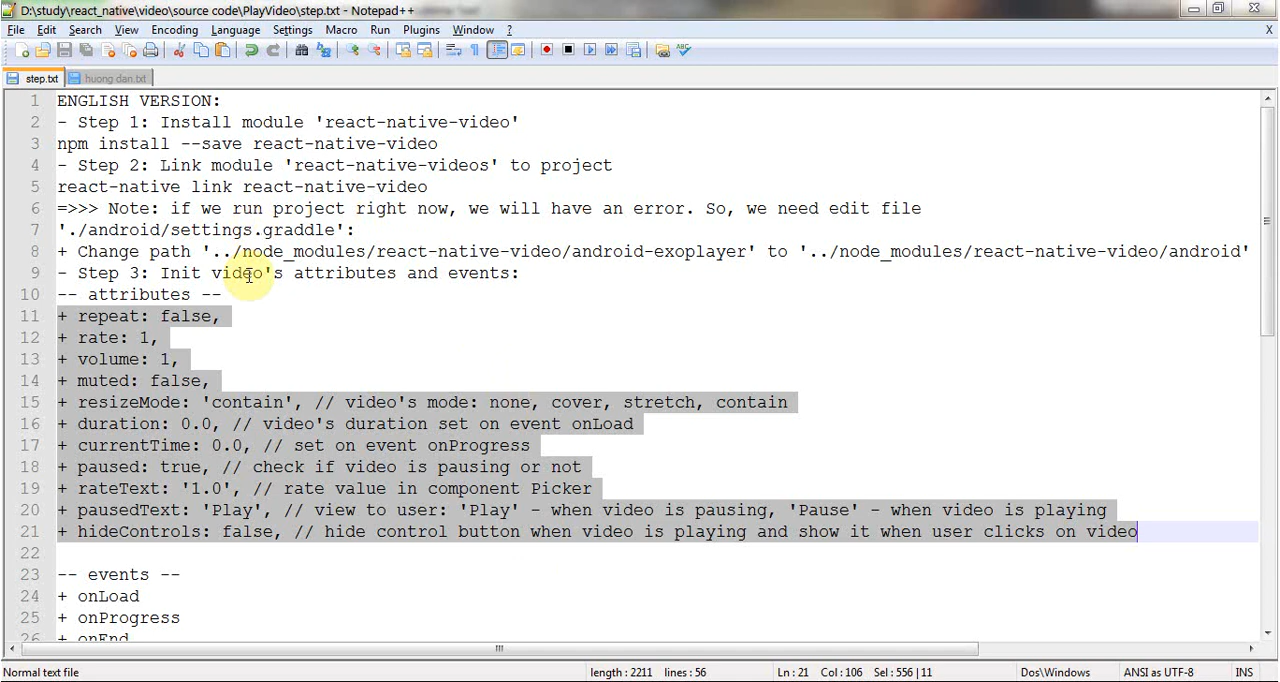 D:\study\react_native\video\source code\PlayVideo\step.txt - Notepad++
File Edit Search View Encoding Language Settings Macro Run Plugins Window ? X
step.txt huong dan.txt
1 ENGLISH VERSION:
2 - Step 1: Install module 'react-native-video'
3 npm install --save react-native-video
4 - Step 2: Link module 'react-native-videos' to project
5 react-native link react-native-video
6 =>>> Note: if we run project right now, we will have an error. So, we need edit file
7 './android/settings.graddle':
8 + Change path '../node_modules/react-native-video/android-exoplayer' to '../node_modules/react-native-video/android'
9 - Step 3: Init video's attributes and events:
10 -- attributes --
11 + repeat: false,
12 + rate: 1,
13 + volume: 1,
14 + muted: false,
15 + resizeMode: 'contain', // video's mode: none, cover, stretch, contain
16 + duration: 0.0, // video's duration set on event onLoad
17 + currentTime: 0.0, // set on event onProgress
18 + paused: true, // check if video is pausing or not
19 + rateText: '1.0', // rate value in component Picker
20 + pausedText: 'Play', // view to user: 'Play' - when video is pausing, 'Pause' - when video is playing
21 + hideControls: false, // hide control button when video is playing and show it when user clicks on video
22
23 -- events --
24 + onLoad
25 + onProgress
26 + onEnd
Normal text file length : 2211 lines : 56 Ln : 21 Col : 106 Sel : 556 | 11 Dos\Windows ANSI as UTF-8 INS